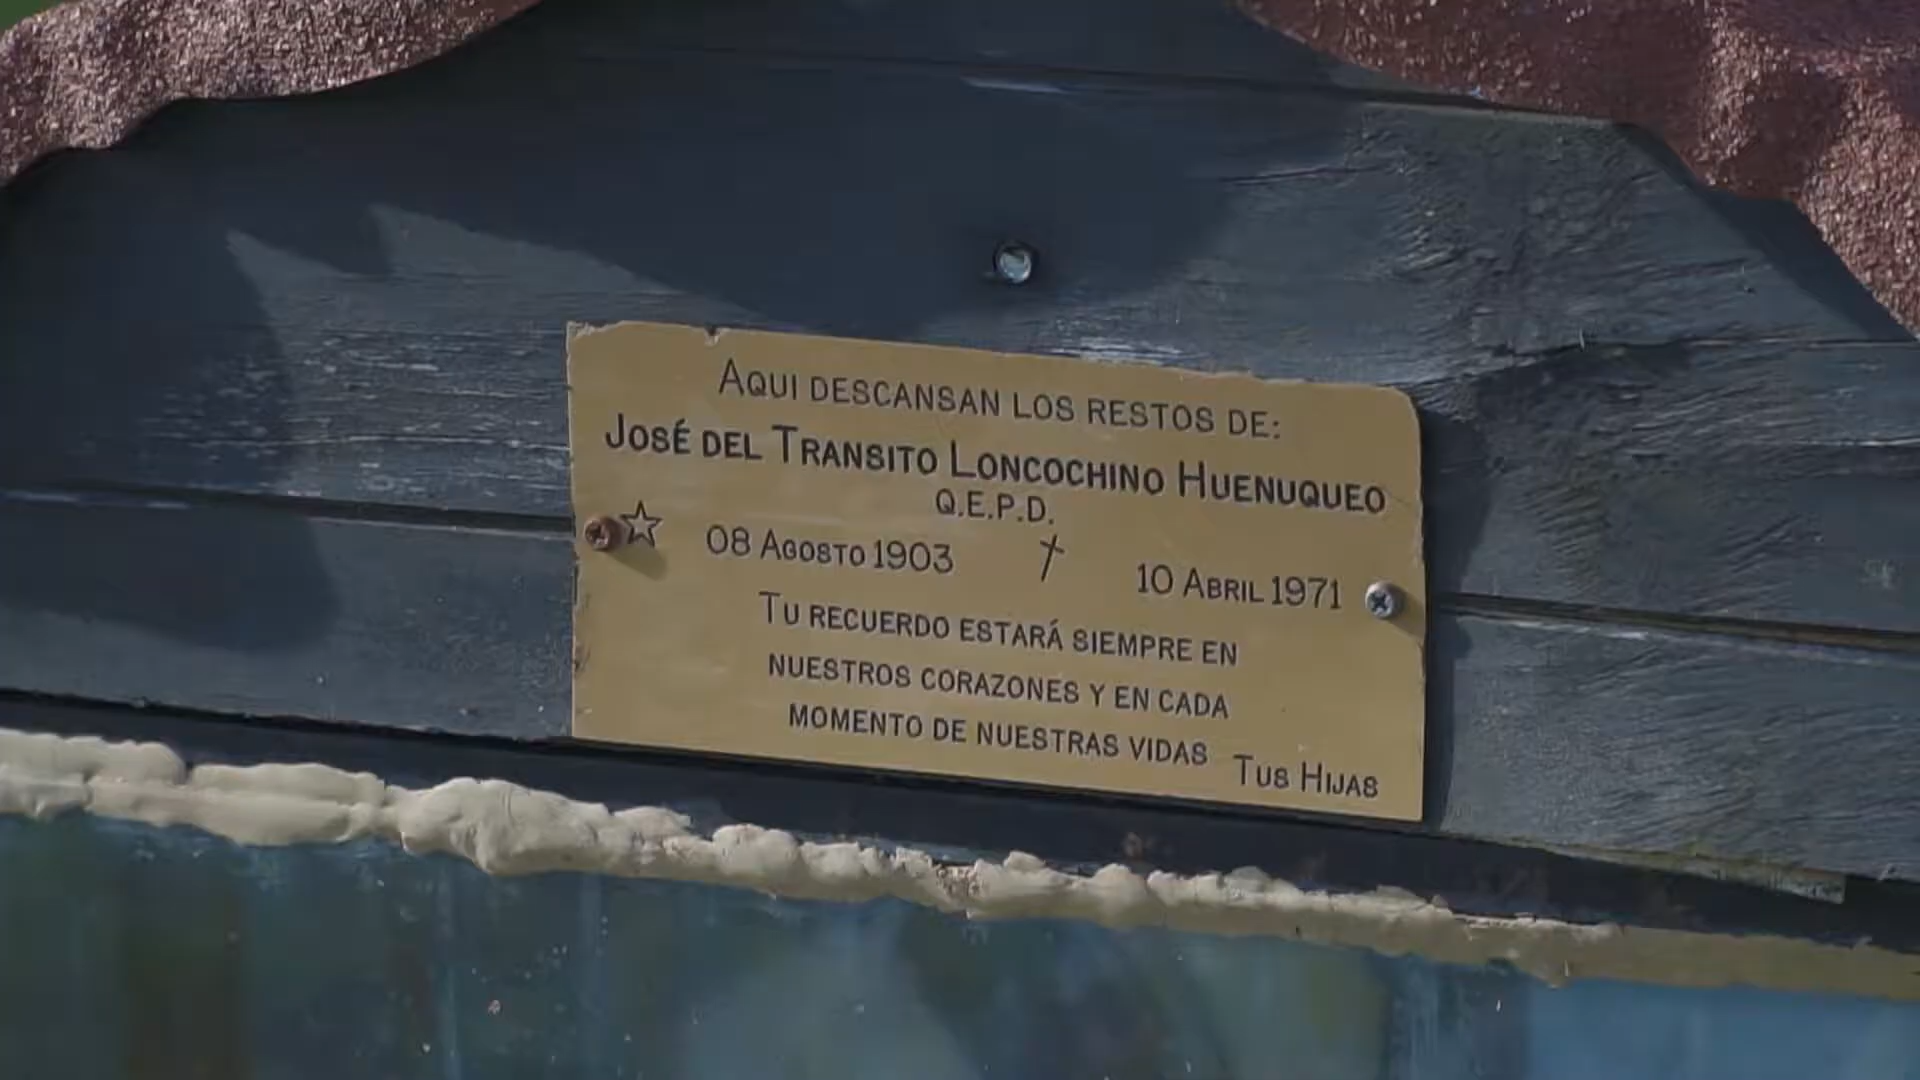 AQUI DESCANSAN LOS RESTOS DE:
JOSÉ DEL TRANSITO LONCOCHINO HUENUQUEO
Q.E.P.D.
08 AGOSTO 1903 10 ABRIL 1971
TU RECUERDO ESTARÁ SIEMPRE EN
NUESTROS CORAZONES Y EN CADA
MOMENTO DE NUESTRAS VIDAS
TUS HIJAS